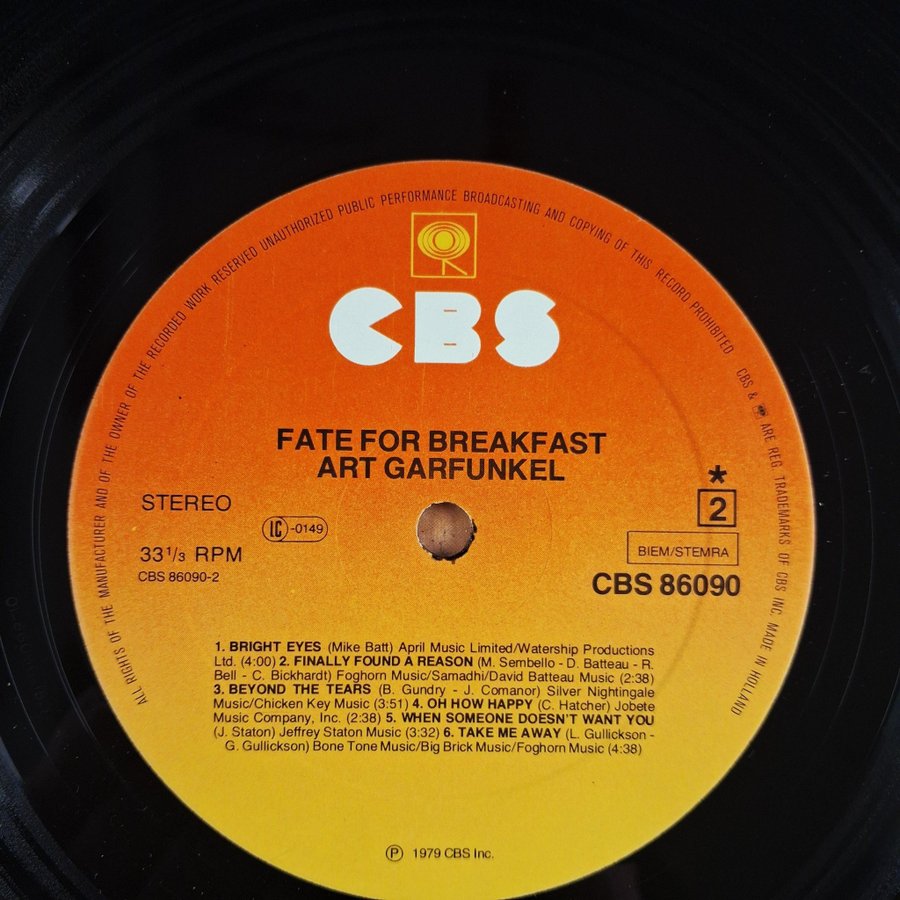 ALL RIGHTS OF THE MANUFACTURER AND OF THE OWNER OF THE RECORDED WORK RESERVED UNAUTHORIZED PUBLIC PERFORMANCE BROADCASTING AND COPYING OF THIS RECORD PROHIBITED
CBS & ARE REG. TRADEMARKS OF CBS INC. MADE IN HOLLAND
CBS
FATE FOR BREAKFAST
ART GARFUNKEL
STEREO
LC-0149
33 1/3 RPM
CBS 86090-2
*
2
BIEM/STEMRA
CBS 86090
1. BRIGHT EYES (Mike Batt) April Music Limited/Watership Productions
Ltd. (4:00) 2. FINALLY FOUND A REASON (M. Sembello - D. Batteau - R.
Bell - C. Bickhardt) Foghorn Music/Samadhi/David Batteau Music (2:38)
3. BEYOND THE TEARS (B. Gundry - J. Comanor) Silver Nightingale
Music/Chicken Key Music (3:51) 4. OH HOW HAPPY (C. Hatcher) Jobete
Music Company, Inc. (2:38) 5. WHEN SOMEONE DOESN'T WANT YOU
(J. Staton) Jeffrey Staton Music (3:32) 6. TAKE ME AWAY (L. Gullickson -
G. Gullickson) Bone Tone Music/Big Brick Music/Foghorn Music (4:38)
Ⓟ 1979 CBS Inc.